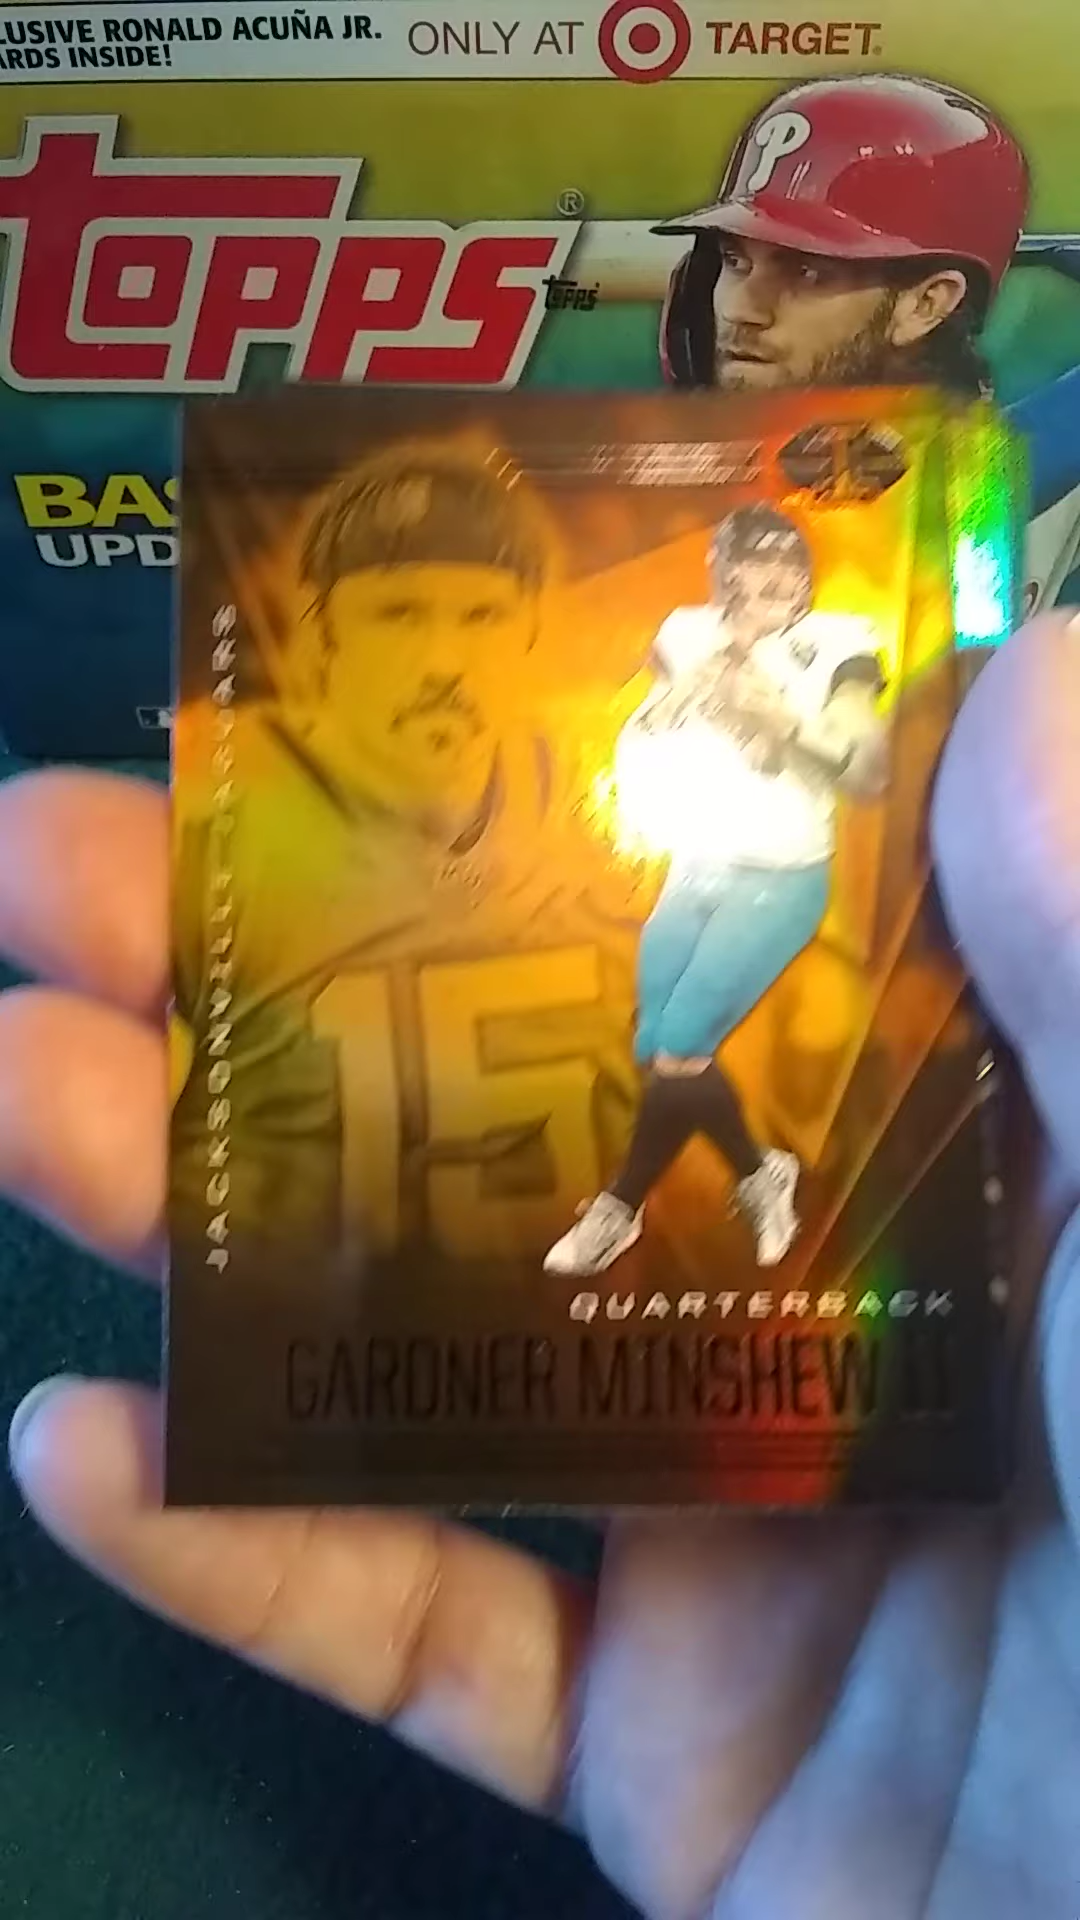 LUSIVE RONALD ACUÑA JR.
ARDS INSIDE!
ONLY AT TARGET.
P
topps®
topps
BAS
UPD
JACKSONVILLE JAGUARS
15
QUARTERBACK
GARDNER MINSHEW II